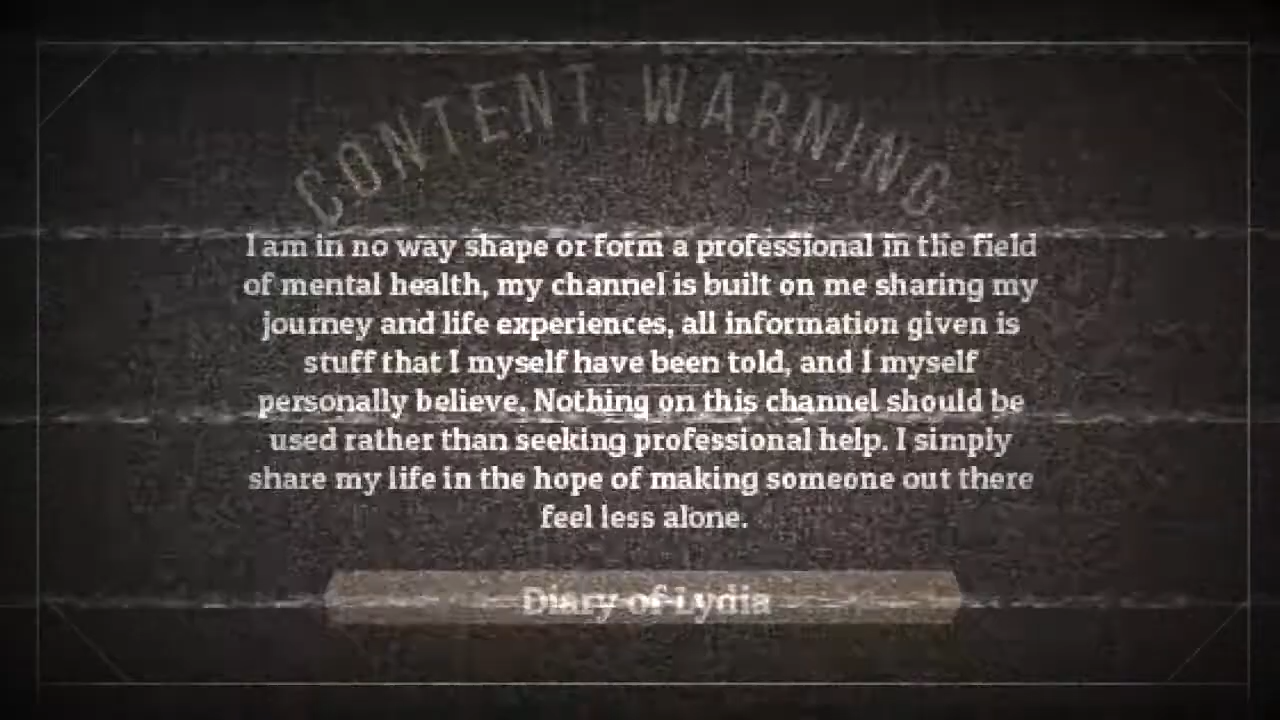 CONTENT WARNING
I am in no way shape or form a professional in the field
of mental health, my channel is built on me sharing my
journey and life experiences, all information given is
stuff that I myself have been told, and I myself
personally believe. Nothing on this channel should be
used rather than seeking professional help. I simply
share my life in the hope of making someone out there
feel less alone.
Diary of Lydia